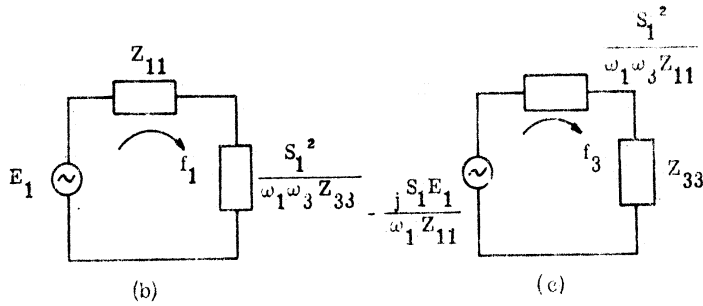 Z11
f1
E1
S1² / ω1ω3Z33
(b)
S1² / ω1ω3Z11
f3
Z33
- jS1E1 / ω1Z11
(c)